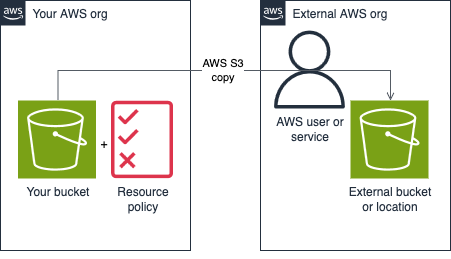 aws
Your AWS org
aws
External AWS org
AWS S3
copy
AWS user or
service
+
Your bucket
Resource
policy
External bucket
or location